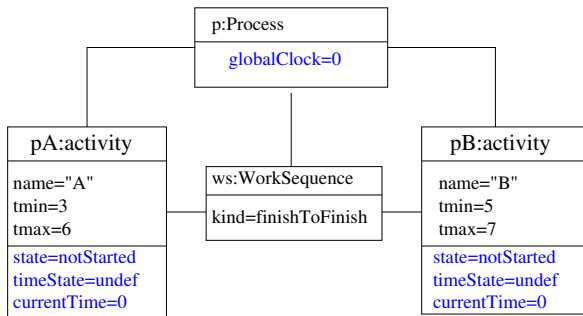 p:Process
globalClock=0
pA:activity
name="A"
tmin=3
tmax=6
state=notStarted
timeState=undef
currentTime=0
ws:WorkSequence
kind=finishToFinish
pB:activity
name="B"
tmin=5
tmax=7
state=notStarted
timeState=undef
currentTime=0